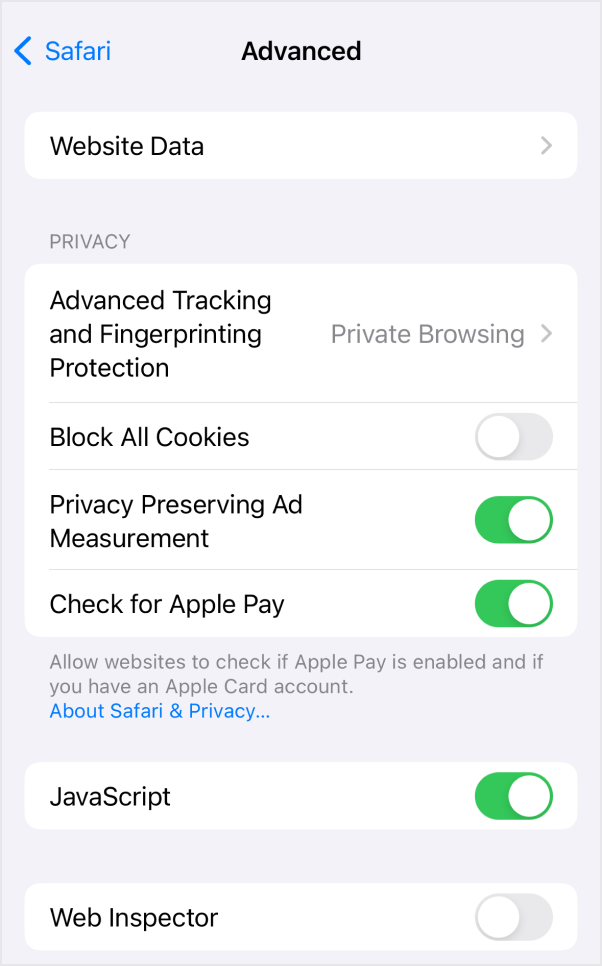 Safari
Advanced
Website Data
PRIVACY
Advanced Tracking
and Fingerprinting
Protection
Private Browsing
Block All Cookies
Privacy Preserving Ad
Measurement
Check for Apple Pay
Allow websites to check if Apple Pay is enabled and if
you have an Apple Card account.
About Safari & Privacy...
JavaScript
Web Inspector